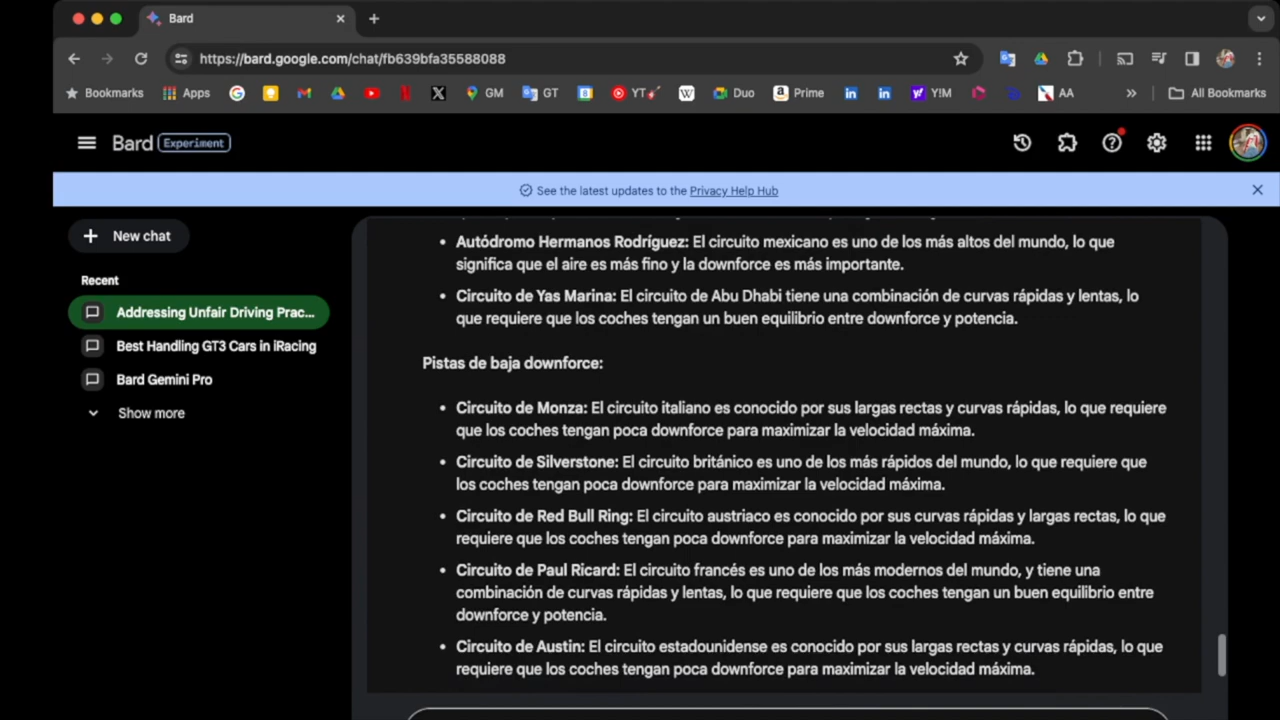 Bard
https://bard.google.com/chat/fb639bfa35588088
Bookmarks Apps GM GT YT W Duo Prime Y!M AA All Bookmarks
Bard Experiment
See the latest updates to the Privacy Help Hub
New chat
Recent
Addressing Unfair Driving Prac...
Best Handling GT3 Cars in iRacing
Bard Gemini Pro
Show more
Autódromo Hermanos Rodríguez: El circuito mexicano es uno de los más altos del mundo, lo que
significa que el aire es más fino y la downforce es más importante.
Circuito de Yas Marina: El circuito de Abu Dhabi tiene una combinación de curvas rápidas y lentas, lo
que requiere que los coches tengan un buen equilibrio entre downforce y potencia.
Pistas de baja downforce:
Circuito de Monza: El circuito italiano es conocido por sus largas rectas y curvas rápidas, lo que requiere
que los coches tengan poca downforce para maximizar la velocidad máxima.
Circuito de Silverstone: El circuito británico es uno de los más rápidos del mundo, lo que requiere que
los coches tengan poca downforce para maximizar la velocidad máxima.
Circuito de Red Bull Ring: El circuito austriaco es conocido por sus curvas rápidas y largas rectas, lo que
requiere que los coches tengan poca downforce para maximizar la velocidad máxima.
Circuito de Paul Ricard: El circuito francés es uno de los más modernos del mundo, y tiene una
combinación de curvas rápidas y lentas, lo que requiere que los coches tengan un buen equilibrio entre
downforce y potencia.
Circuito de Austin: El circuito estadounidense es conocido por sus largas rectas y curvas rápidas, lo que
requiere que los coches tengan poca downforce para maximizar la velocidad máxima.